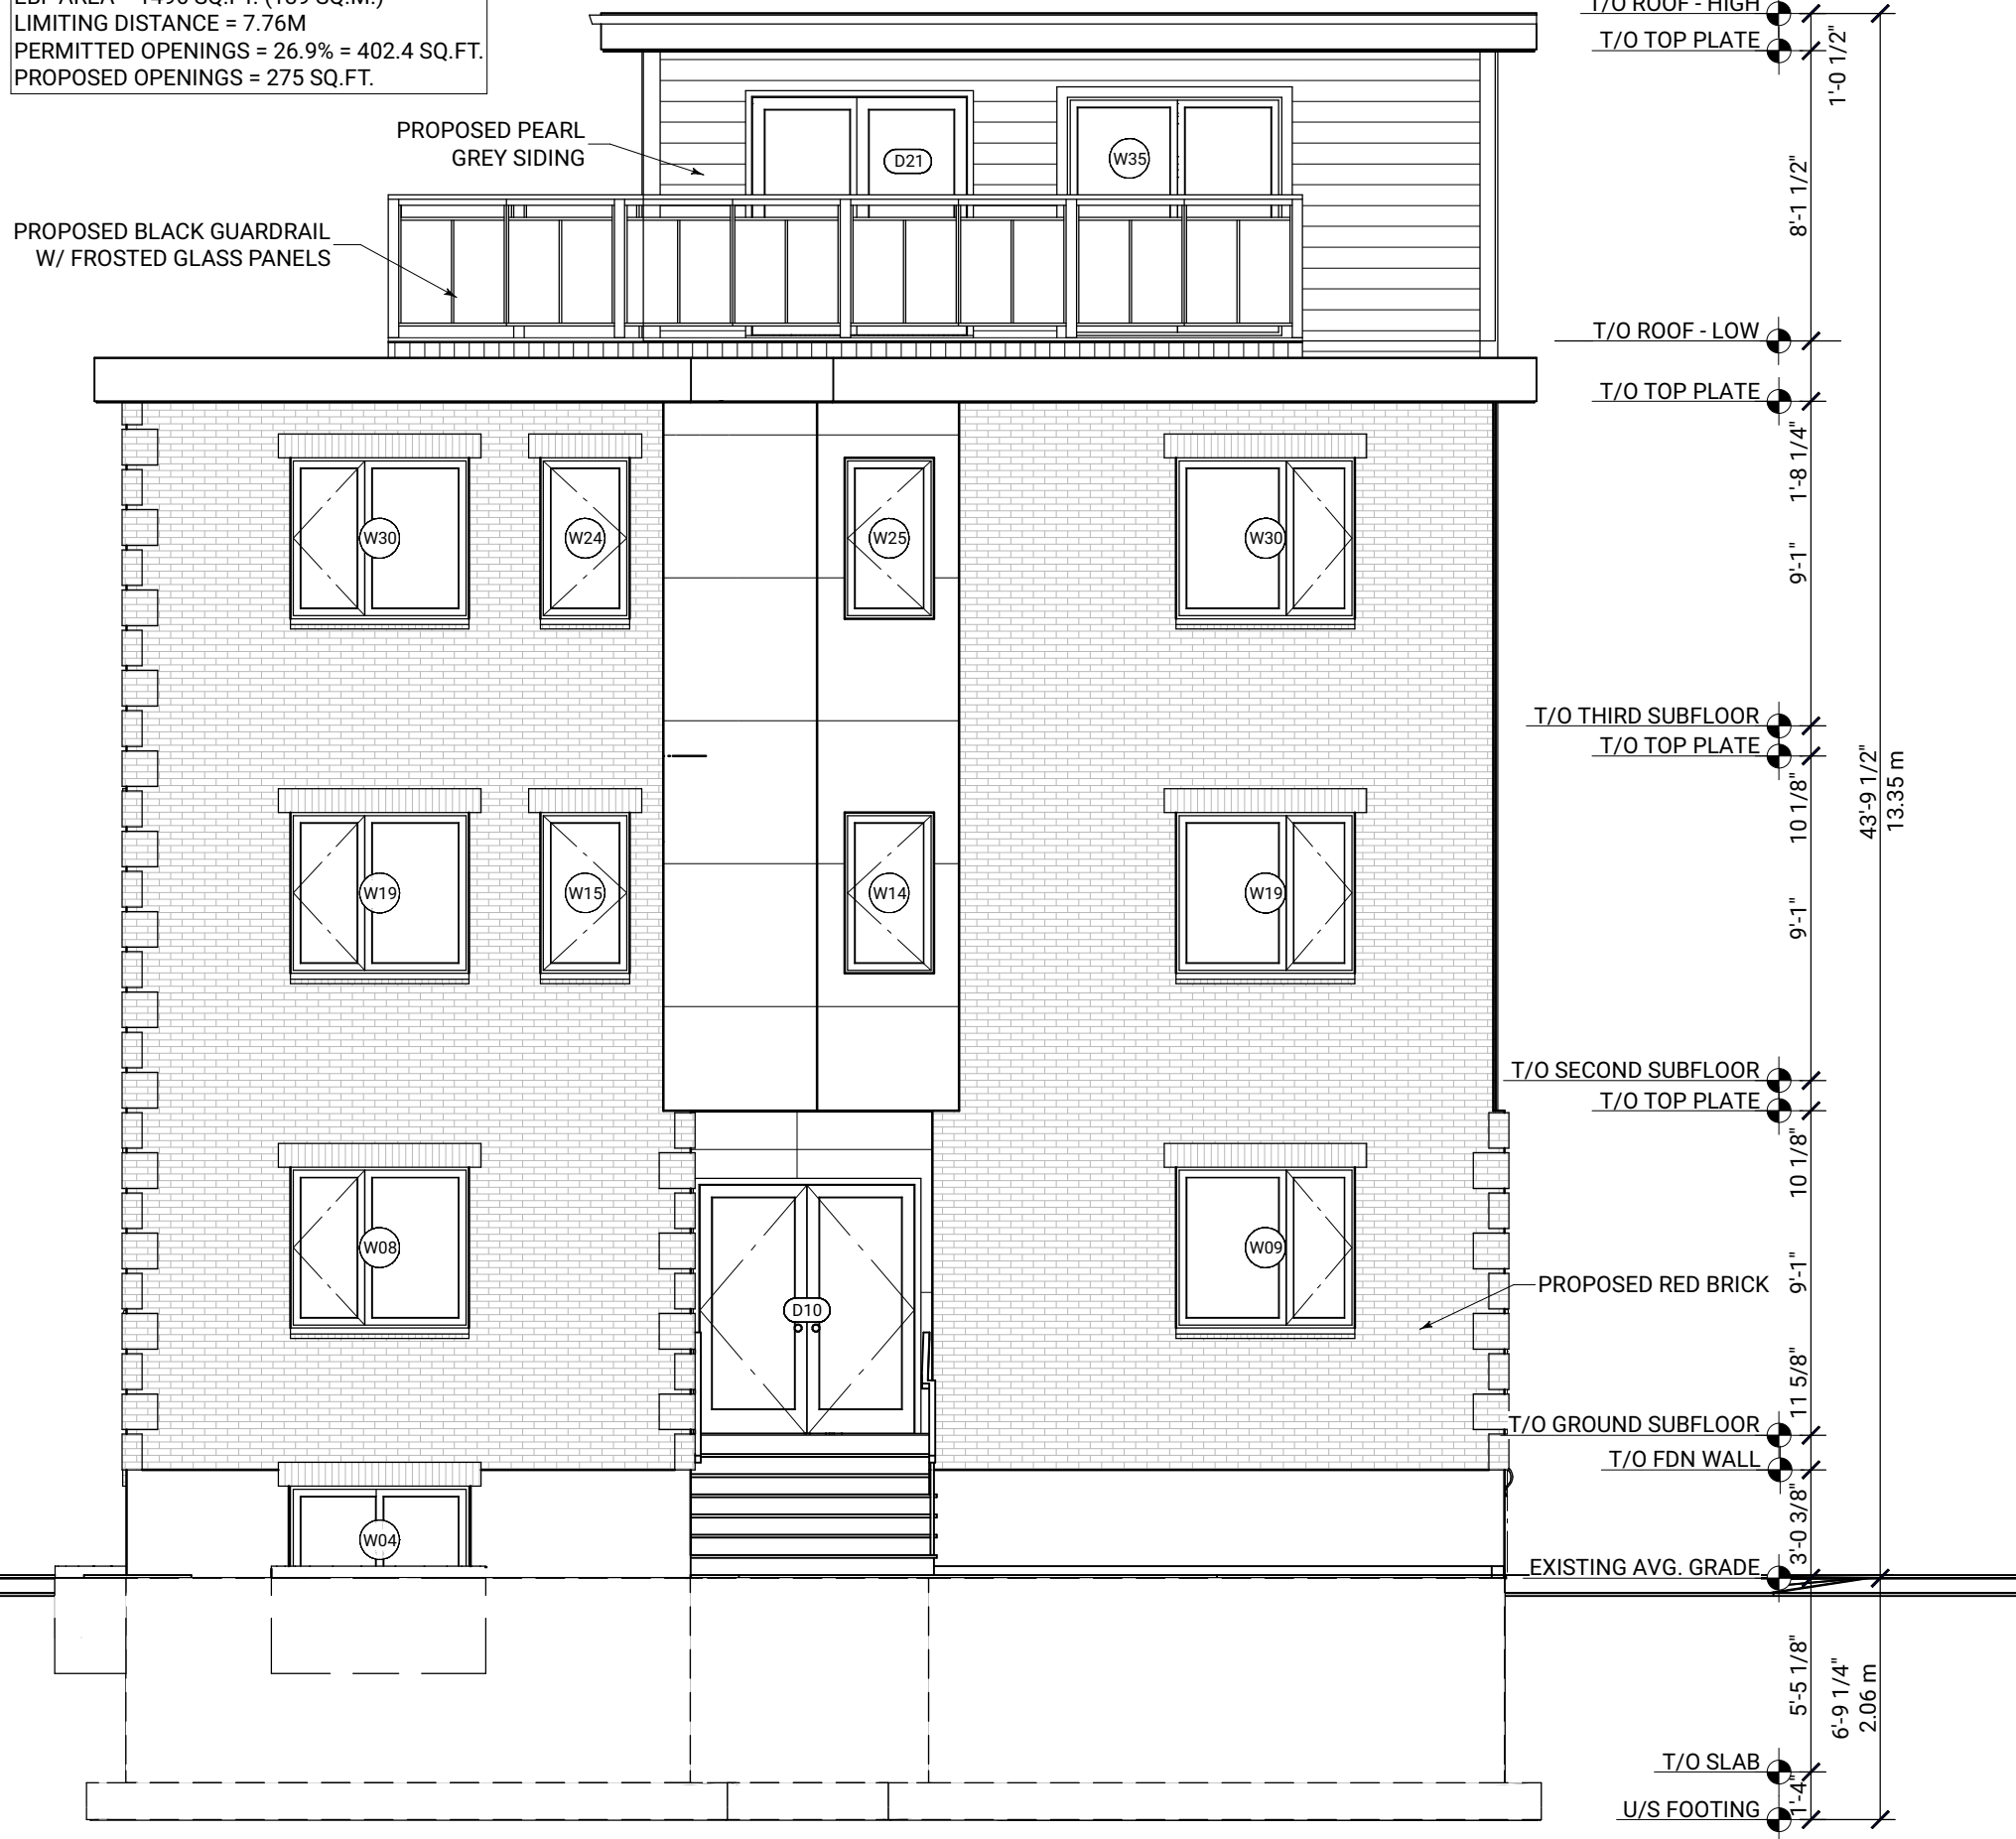 LIMITING DISTANCE = 7.76M
PERMITTED OPENINGS = 26.9% = 402.4 SQ.FT.
PROPOSED OPENINGS = 275 SQ.FT.
T/O ROOF - HIGH
T/O TOP PLATE
1'-0 1/2"
PROPOSED PEARL
GREY SIDING
D21
W35
8'-1 1/2"
PROPOSED BLACK GUARDRAIL
W/ FROSTED GLASS PANELS
T/O ROOF - LOW
T/O TOP PLATE
1'-8 1/4"
W30
W24
W25
W30
9'-1"
T/O THIRD SUBFLOOR
T/O TOP PLATE
43'-9 1/2"
13.35 m
10 1/8"
W19
W15
W14
W19
9'-1"
T/O SECOND SUBFLOOR
T/O TOP PLATE
10 1/8"
W08
W09
D10
9'-1"
PROPOSED RED BRICK
11 5/8"
T/O GROUND SUBFLOOR
T/O FDN WALL
3'-0 3/8"
W04
EXISTING AVG. GRADE
5'-5 1/8"
6'-9 1/4"
2.06 m
T/O SLAB
1'-4"
U/S FOOTING